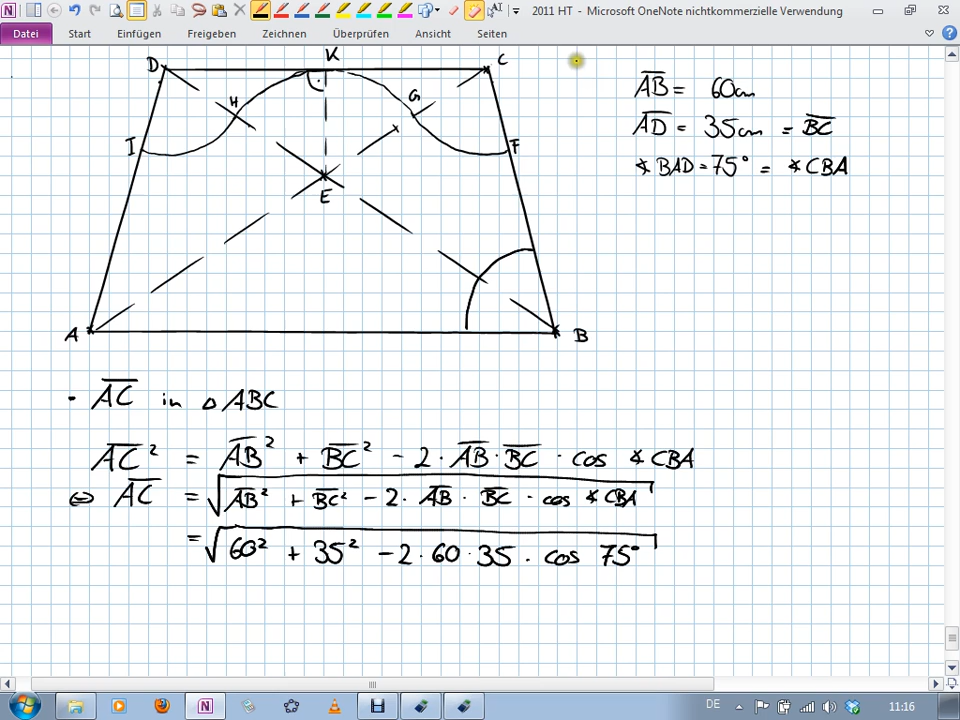 2011 HT - Microsoft OneNote nichtkommerzielle Verwendung
Datei Start Einfügen Freigeben Zeichnen Überprüfen Ansicht Seiten
D K C
H G
I F
E
A B
AB = 60cm
AD = 35cm = BC
∢ BAD = 75° = ∢ CBA
• AC in △ ABC
AC² = AB² + BC² - 2 · AB · BC · cos ∢ CBA
⇔ AC = √(AB² + BC² - 2 · AB · BC · cos ∢ CBA)
= √(60² + 35² - 2 · 60 · 35 · cos 75°)
DE 11:16